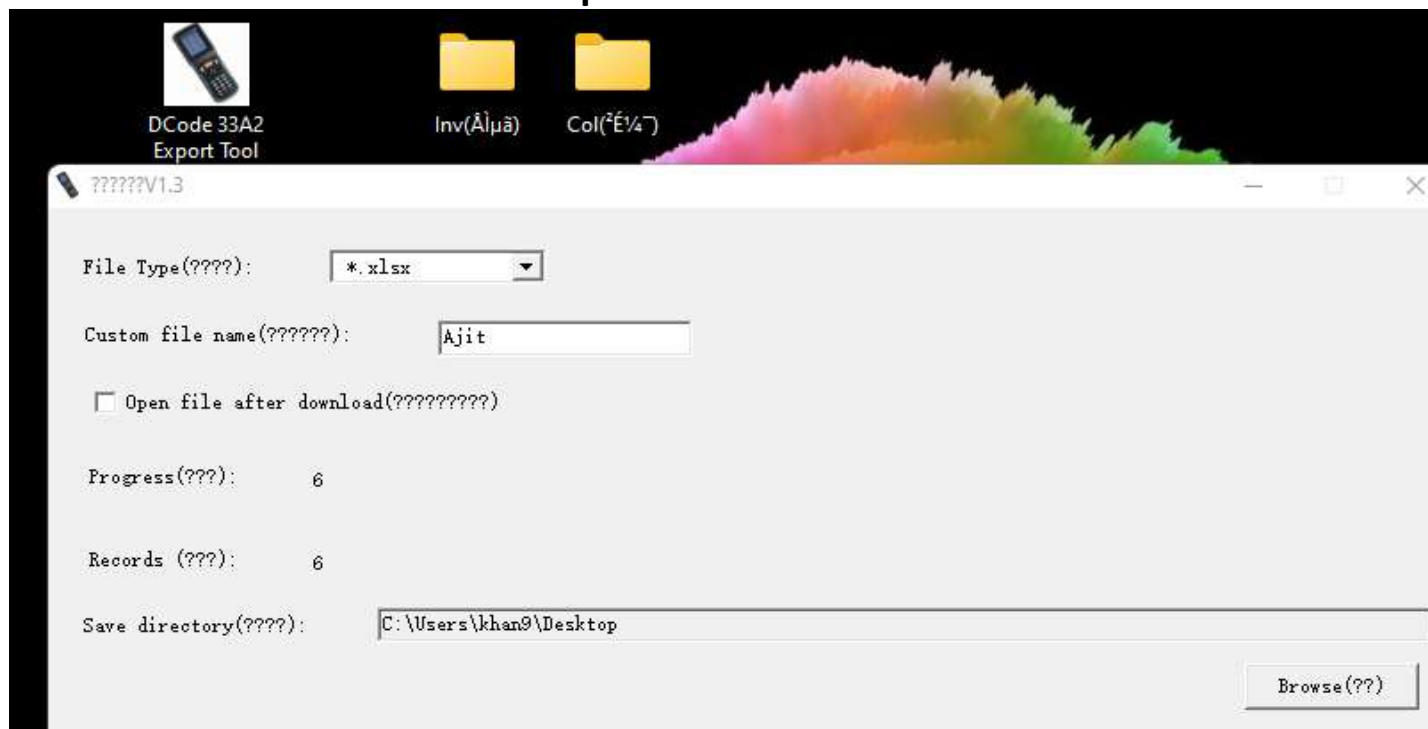 DCode 33A2
Export Tool
Inv(ÅÌµã)
Col(²É¼¯)
??????V1.3
File Type(????):
*.xlsx
Custom file name(??????):
Ajit
Open file after download(?????????)
Progress(???):
6
Records (???):
6
Save directory(????):
C:\Users\khan9\Desktop
Browse(??)